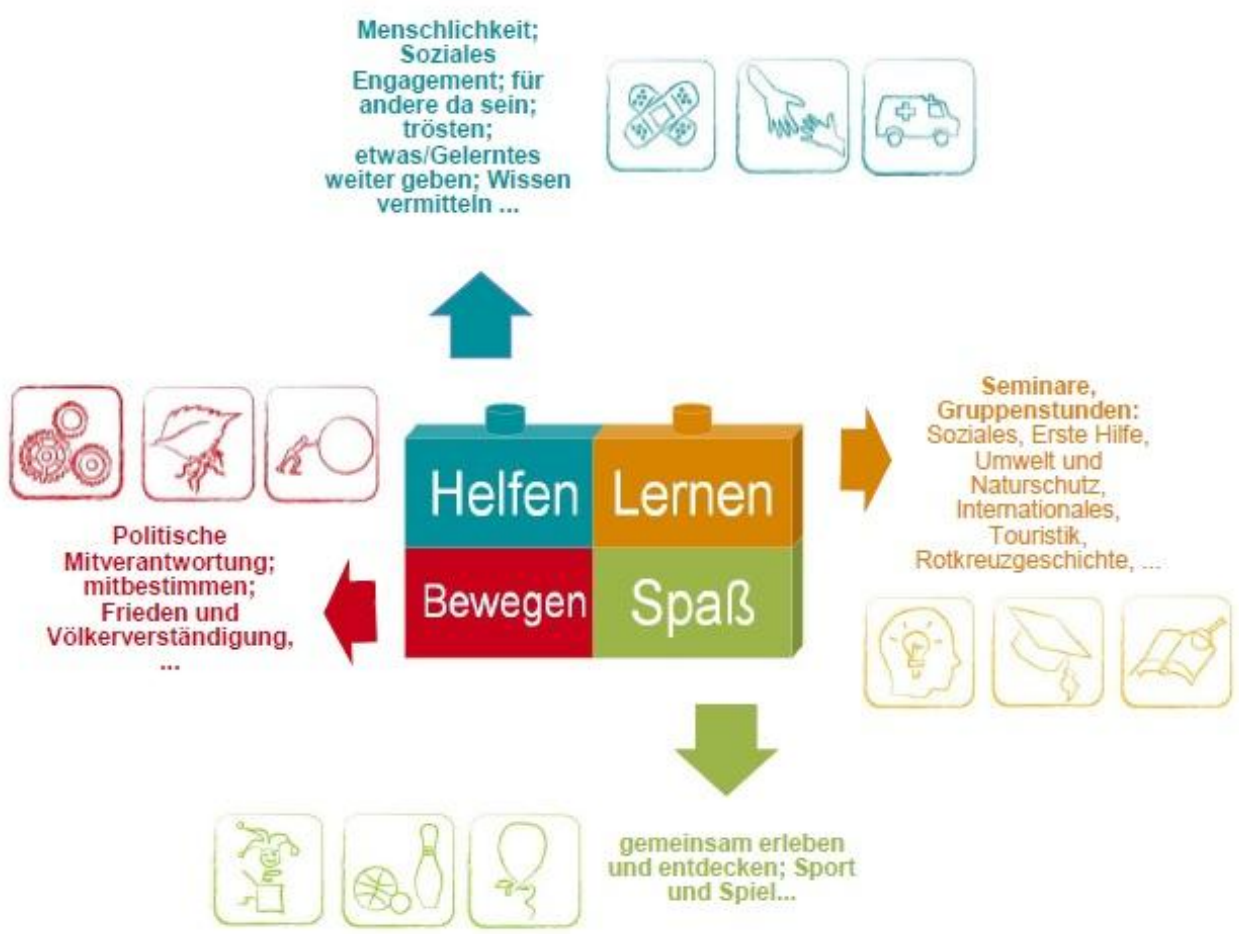 Menschlichkeit;
Soziales
Engagement; für
andere da sein;
trösten;
etwas/Gelerntes
weiter geben; Wissen
vermitteln ...
Helfen
Lernen
Bewegen
Spaß
Seminare,
Gruppenstunden:
Soziales, Erste Hilfe,
Umwelt und
Naturschutz,
Internationales,
Touristik,
Rotkreuzgeschichte, ...
Politische
Mitverantwortung;
mitbestimmen;
Frieden und
Völkerverständigung,
...
gemeinsam erleben
und entdecken; Sport
und Spiel...